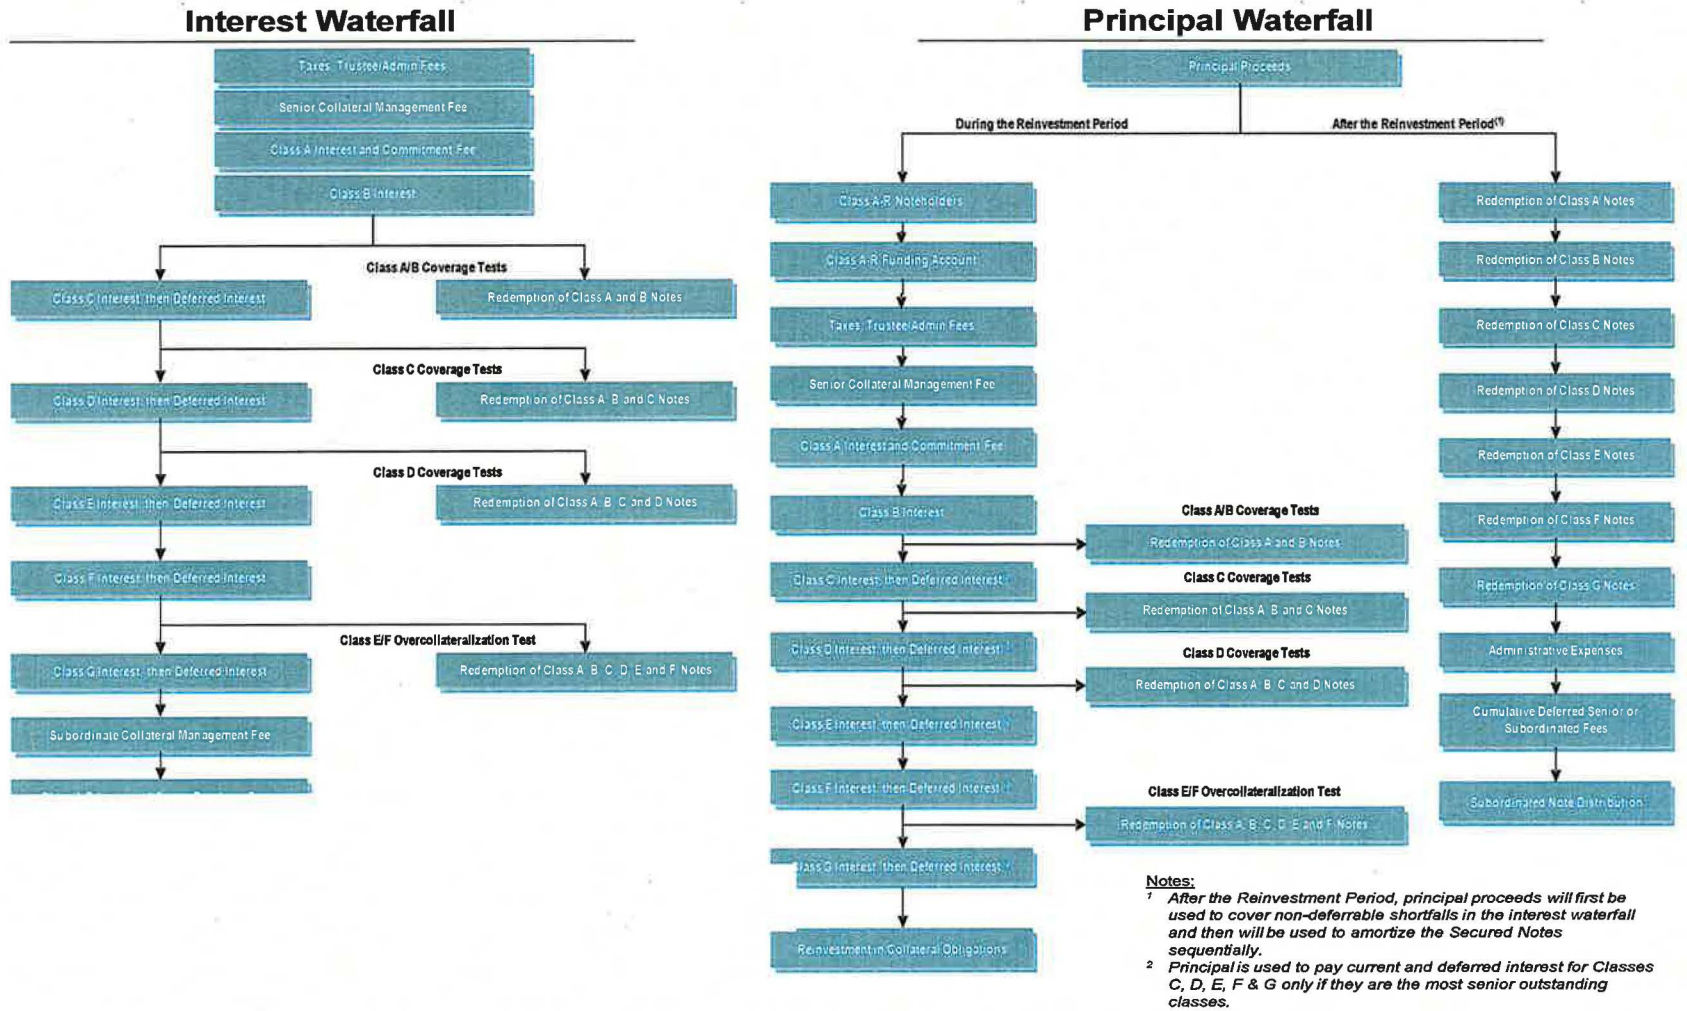 Interest Waterfall
Taxes, Trustee/Admin Fees
Senior Collateral Management Fee
Class A Interest and Commitment Fee
Class B Interest
Class A/B Coverage Tests
Class C Interest, then Deferred Interest
Redemption of Class A and B Notes
Class C Coverage Tests
Class D Interest, then Deferred Interest
Redemption of Class A, B and C Notes
Class D Coverage Tests
Class E Interest, then Deferred Interest
Redemption of Class A, B, C and D Notes
Class F Interest, then Deferred Interest
Class E/F Overcollateralization Test
Class G Interest, then Deferred Interest
Redemption of Class A, B, C, D, E and F Notes
Subordinate Collateral Management Fee
Principal Waterfall
Principal Proceeds
During the Reinvestment Period
After the Reinvestment Period(1)
Class A-R Noteholders
Class A-R Funding Account
Taxes, Trustee/Admin Fees
Senior Collateral Management Fee
Class A Interest and Commitment Fee
Class B Interest
Class A/B Coverage Tests
Redemption of Class A and B Notes
Class C Interest, then Deferred Interest
Class C Coverage Tests
Redemption of Class A, B and C Notes
Class D Interest, then Deferred Interest
Class D Coverage Tests
Redemption of Class A, B, C and D Notes
Class E Interest, then Deferred Interest
Class F Interest, then Deferred Interest
Class E/F Overcollateralization Test
Redemption of Class A, B, C, D, E and F Notes
lass G Interest, then Deferred Interest
Reinvestment in Collateral Obligations
Redemption of Class A Notes
Redemption of Class B Notes
Redemption of Class C Notes
Redemption of Class D Notes
Redemption of Class E Notes
Redemption of Class F Notes
Redemption of Class G Notes
Administrative Expenses
Cumulative Deferred Senior or
Subordinated Fees
Subordinated Note Distribution
Notes:
1 After the Reinvestment Period, principal proceeds will first be
used to cover non-deferrable shortfalls in the interest waterfall
and then will be used to amortize the Secured Notes
sequentially.
2 Principal is used to pay current and deferred interest for Classes
C, D, E, F & G only if they are the most senior outstanding
classes.